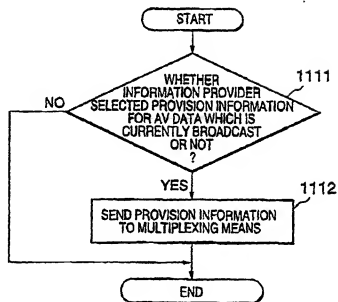 START
WHETHER
INFORMATION PROVIDER
SELECTED PROVISION INFORMATION
FOR AV DATA WHICH IS
CURRENTLY BROADCAST
OR NOT
?
1111
NO
YES
1112
SEND PROVISION INFORMATION
TO MULTIPLEXING MEANS
END